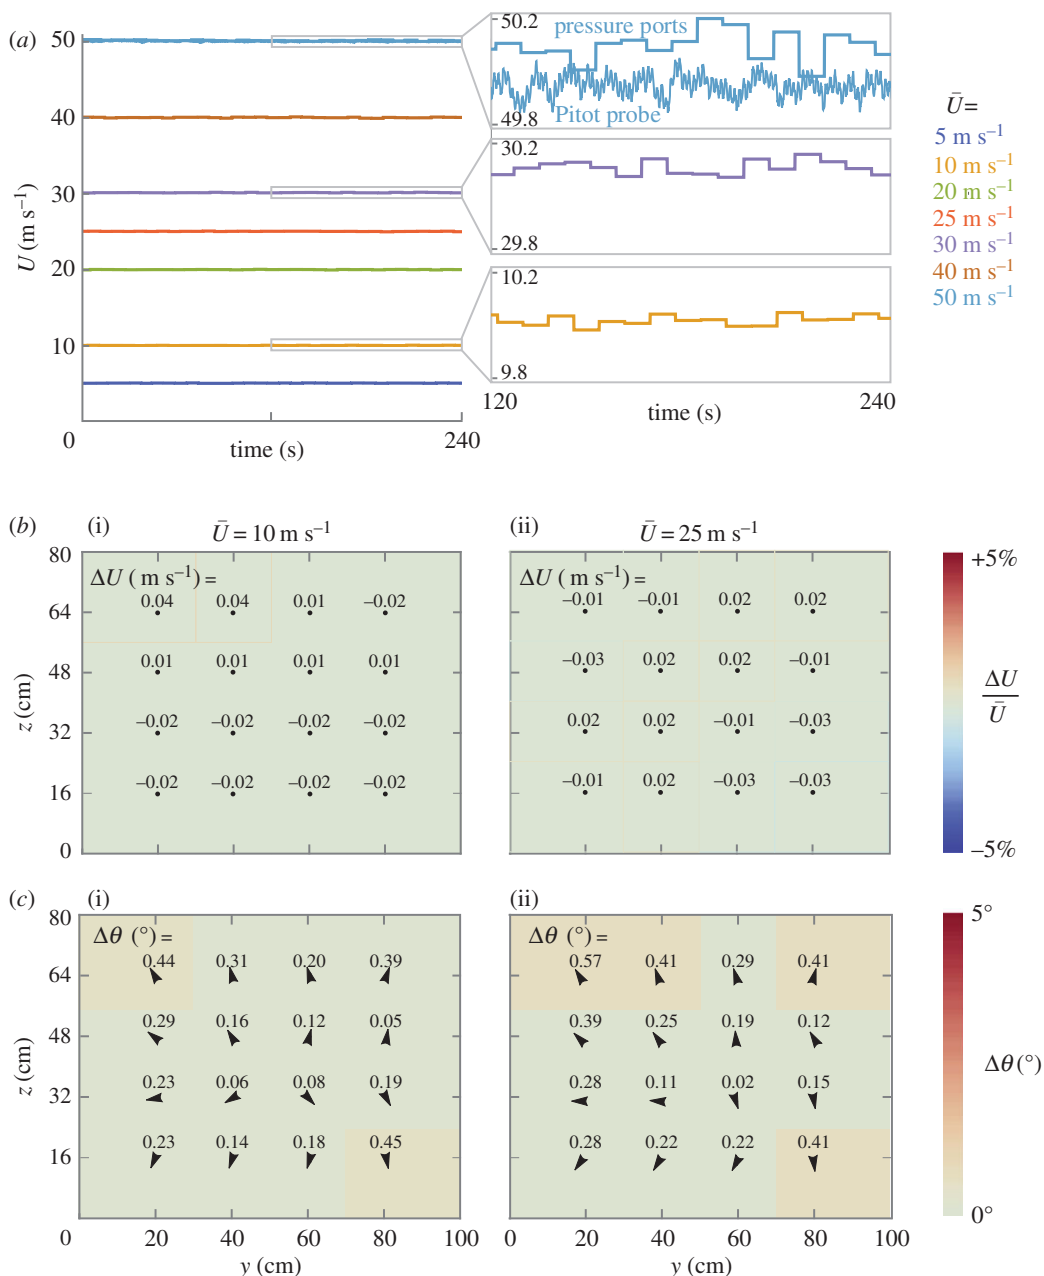 (a)
50
40
30
20
10
0
U (m s⁻¹)
time (s)
240
50.2
pressure ports
Pitot probe
49.8
30.2
29.8
10.2
9.8
120
time (s)
240
Ū =
5 m s⁻¹
10 m s⁻¹
20 m s⁻¹
25 m s⁻¹
30 m s⁻¹
40 m s⁻¹
50 m s⁻¹
(b) (i) Ū = 10 m s⁻¹
80
ΔU ( m s⁻¹) =
0.04 0.04 0.01 –0.02
64
0.01 0.01 0.01 0.01
48
–0.02 –0.02 –0.02 –0.02
32
–0.02 –0.02 –0.02 –0.02
16
0
z (cm)
(ii) Ū = 25 m s⁻¹
ΔU ( m s⁻¹) =
–0.01 –0.01 0.02 0.02
–0.03 0.02 0.02 –0.01
0.02 0.02 –0.01 –0.03
–0.01 0.02 –0.03 –0.03
+5%
ΔU
Ū
–5%
(c) (i)
80
Δθ (°) =
0.44 0.31 0.20 0.39
64
0.29 0.16 0.12 0.05
48
0.23 0.06 0.08 0.19
32
0.23 0.14 0.18 0.45
16
z (cm)
0 20 40 60 80 100
y (cm)
(ii)
Δθ (°) =
0.57 0.41 0.29 0.41
0.39 0.25 0.19 0.12
0.28 0.11 0.02 0.15
0.28 0.22 0.22 0.41
0 20 40 60 80 100
y (cm)
5°
Δθ (°)
0°